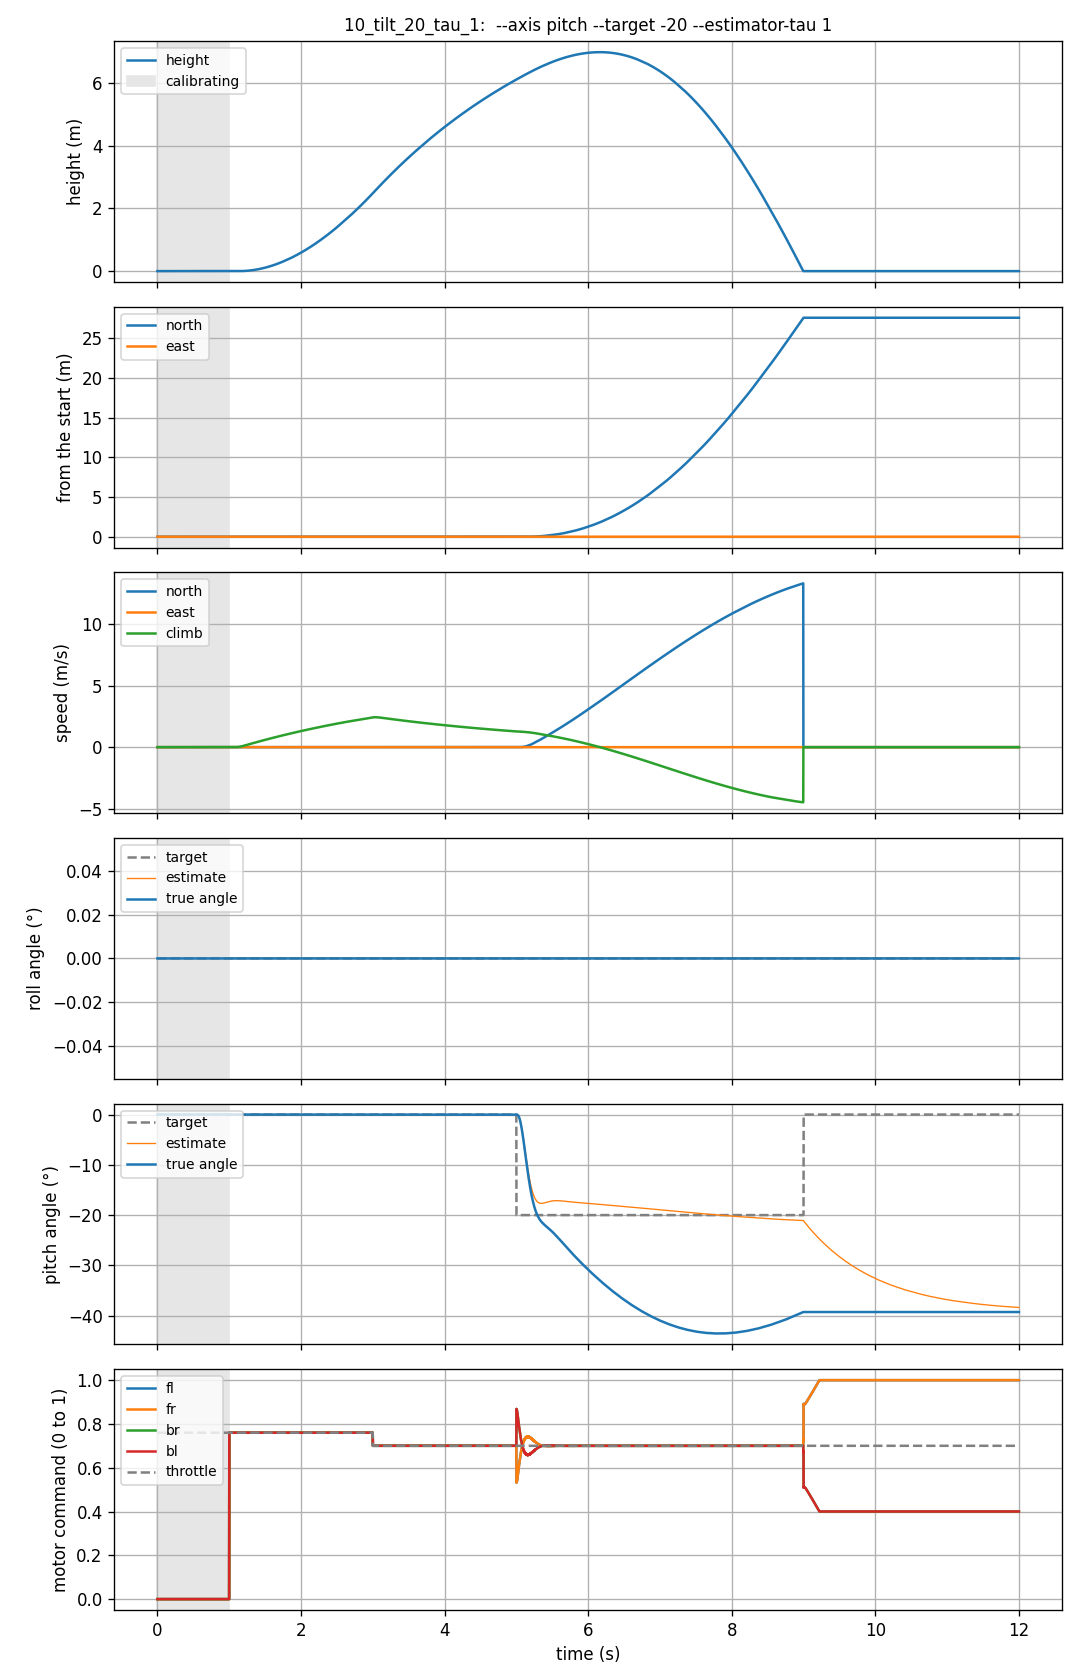 10_tilt_20_tau_1:  --axis pitch --target -20 --estimator-tau 1
height
calibrating
height (m)
6
4
2
0
north
east
from the start (m)
25
20
15
10
5
0
north
east
climb
speed (m/s)
10
5
0
−5
target
estimate
true angle
roll angle (°)
0.04
0.02
0.00
−0.02
−0.04
target
estimate
true angle
pitch angle (°)
0
−10
−20
−30
−40
fl
fr
br
bl
throttle
motor command (0 to 1)
1.0
0.8
0.6
0.4
0.2
0.0
0 2 4 6 8 10 12
time (s)